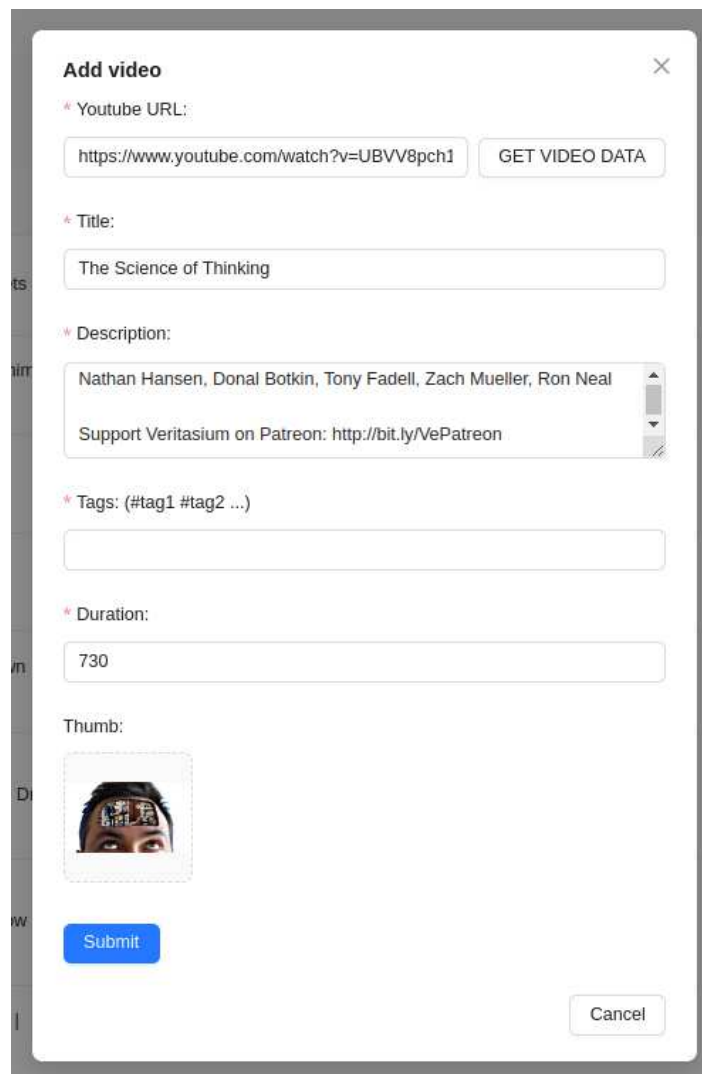 Add video
* Youtube URL:
https://www.youtube.com/watch?v=UBVV8pch1
GET VIDEO DATA
* Title:
The Science of Thinking
* Description:
Nathan Hansen, Donal Botkin, Tony Fadell, Zach Mueller, Ron Neal
Support Veritasium on Patreon: http://bit.ly/VePatreon
* Tags: (#tag1 #tag2 ...)
* Duration:
730
Thumb:
Submit
Cancel